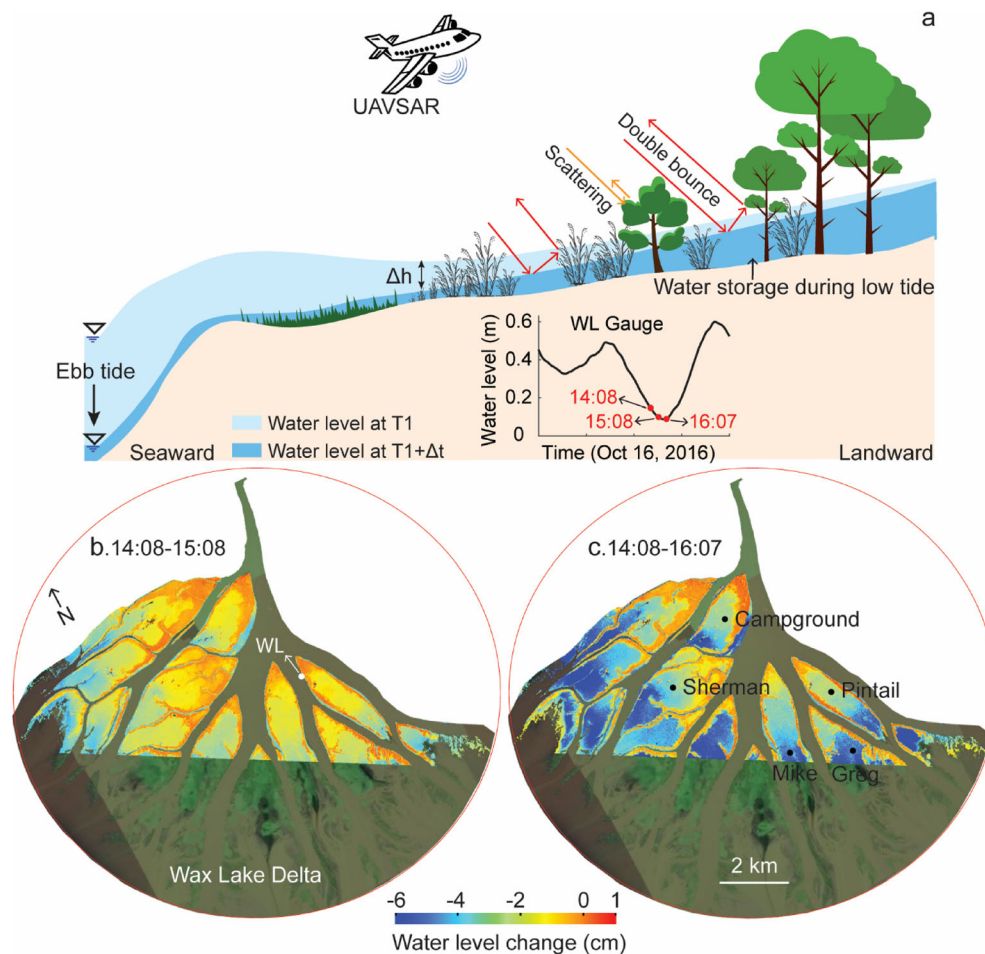 a
UAVSAR
Scattering
Double bounce
Δh
Water storage during low tide
Ebb tide
Water level at T1
Water level at T1+Δt
Seaward
Landward
WL Gauge
Water level (m)
0.6
0.4
0.2
0
14:08
15:08
16:07
Time (Oct 16, 2016)
b.14:08-15:08
N
WL
Wax Lake Delta
c.14:08-16:07
Campground
Sherman
Pintail
Mike
Greg
2 km
-6
-4
-2
0
1
Water level change (cm)